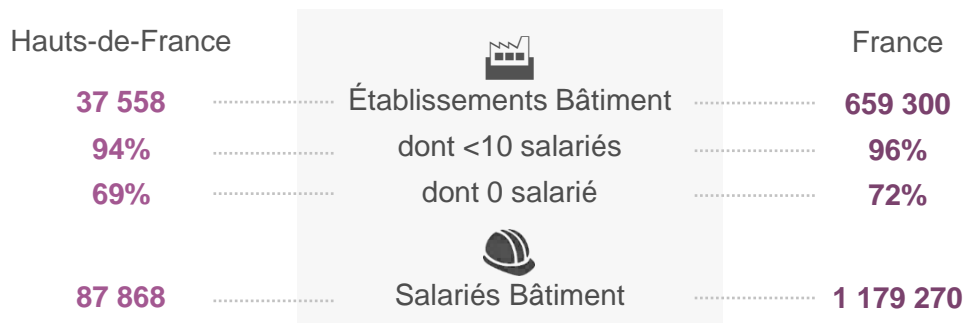 Hauts-de-France France
37 558 Établissements Bâtiment 659 300
94% dont <10 salariés 96%
69% dont 0 salarié 72%
87 868 Salariés Bâtiment 1 179 270